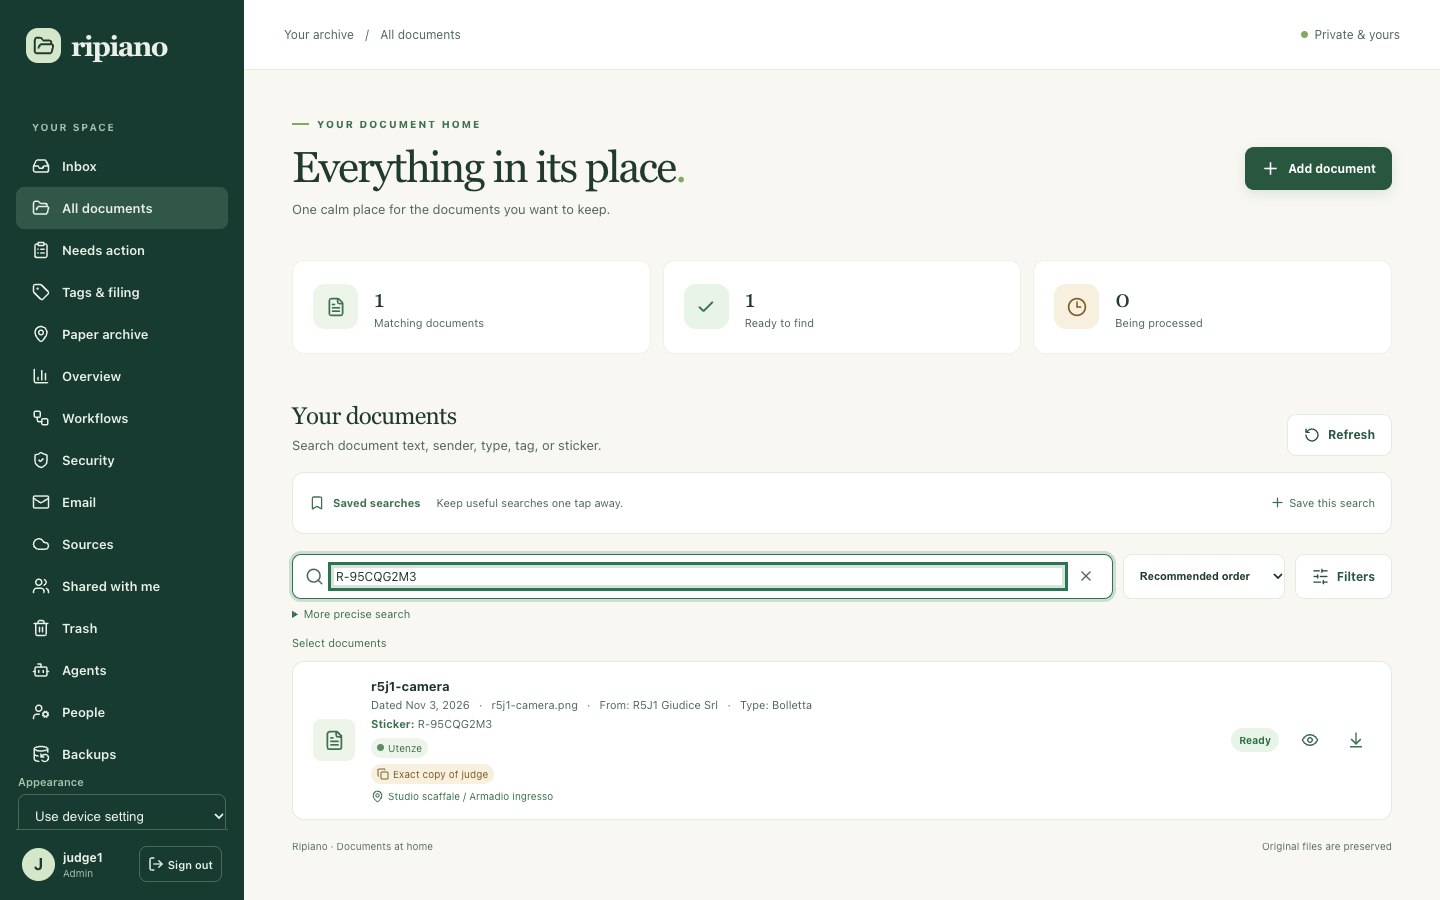 ripiano
YOUR SPACE
Inbox
All documents
Needs action
Tags & filing
Paper archive
Overview
Workflows
Security
Email
Sources
Shared with me
Trash
Agents
People
Backups
Appearance
Use device setting
J
judge1
Admin
Sign out
Your archive / All documents
Private & yours
YOUR DOCUMENT HOME
Everything in its place.
One calm place for the documents you want to keep.
Add document
1
Matching documents
1
Ready to find
0
Being processed
Your documents
Search document text, sender, type, tag, or sticker.
Refresh
Saved searches Keep useful searches one tap away.
Save this search
R-95CQG2M3
Recommended order
Filters
More precise search
Select documents
r5j1-camera
Dated Nov 3, 2026 · r5j1-camera.png · From: R5J1 Giudice Srl · Type: Bolletta
Sticker: R-95CQG2M3
Utenze
Exact copy of judge
Studio scaffale / Armadio ingresso
Ready
Ripiano · Documents at home
Original files are preserved